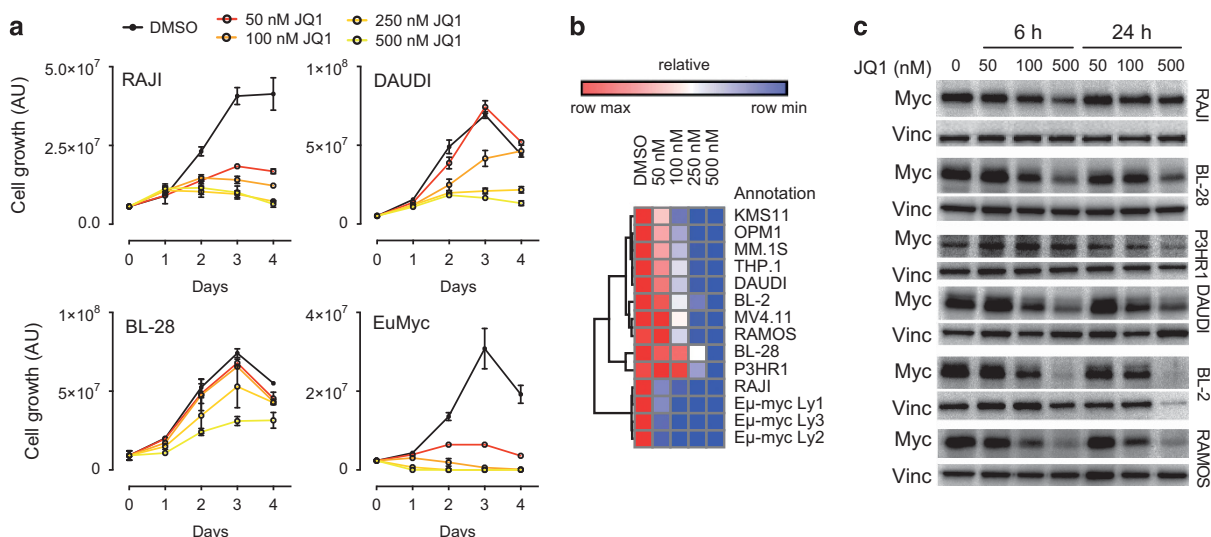 a
DMSO
50 nM JQ1
100 nM JQ1
250 nM JQ1
500 nM JQ1
RAJI
Cell growth (AU)
5.0×10⁷
2.5×10⁷
0.0
0 1 2 3 4
Days
DAUDI
1×10⁸
5×10⁷
0
0 1 2 3 4
Days
BL-28
Cell growth (AU)
1×10⁸
5×10⁷
0
0 1 2 3 4
Days
EuMyc
4×10⁷
2×10⁷
0
0 1 2 3 4
Days
b
relative
row max row min
DMSO
50 nM
100 nM
250 nM
500 nM
Annotation
KMS11
OPM1
MM.1S
THP.1
DAUDI
BL-2
MV4.11
RAMOS
BL-28
P3HR1
RAJI
Eµ-myc Ly1
Eµ-myc Ly3
Eµ-myc Ly2
c
6 h 24 h
JQ1 (nM) 0 50 100 500 50 100 500
Myc
Vinc
RAJI
Myc
Vinc
BL-28
Myc
Vinc
P3HR1
Myc
Vinc
DAUDI
Myc
Vinc
BL-2
Myc
Vinc
RAMOS